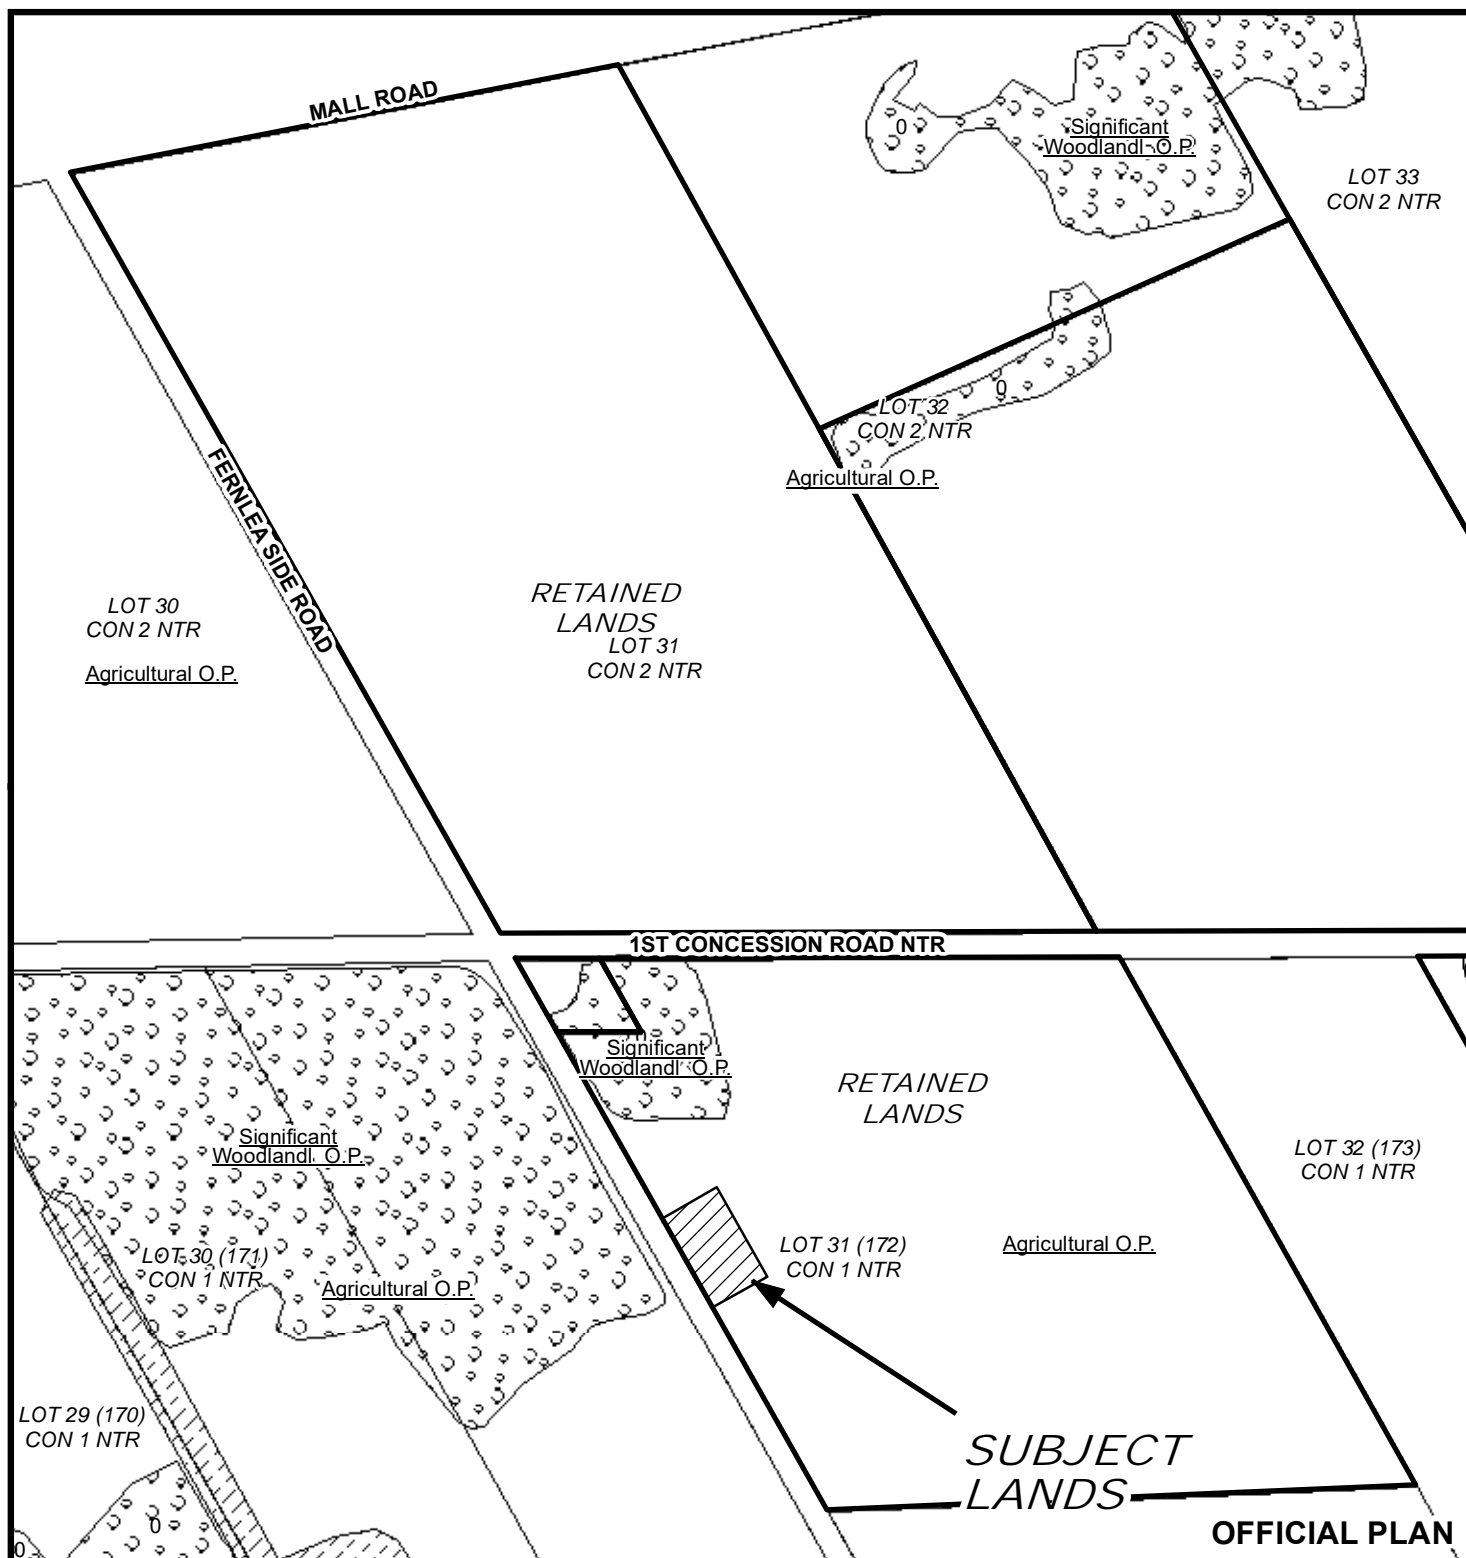 MALL ROAD
Significant
Woodland O.P.
0
LOT 33
CON 2 NTR
0
LOT 32
CON 2 NTR
Agricultural O.P.
FERNLEA SIDE ROAD
RETAINED
LANDS
LOT 31
CON 2 NTR
LOT 30
CON 2 NTR
Agricultural O.P.
1ST CONCESSION ROAD NTR
Significant
Woodland O.P.
RETAINED
LANDS
Significant
Woodland O.P.
LOT 32 (173)
CON 1 NTR
LOT 31 (172)
CON 1 NTR
Agricultural O.P.
LOT 30 (171)
CON 1 NTR
Agricultural O.P.
LOT 29 (170)
CON 1 NTR
SUBJECT
LANDS
0
0
OFFICIAL PLAN